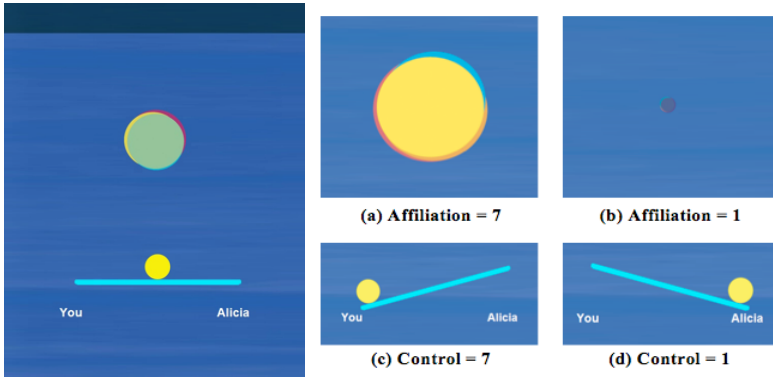 You Alicia
(a) Affiliation = 7
(b) Affiliation = 1
You Alicia
(c) Control = 7
You Alicia
(d) Control = 1